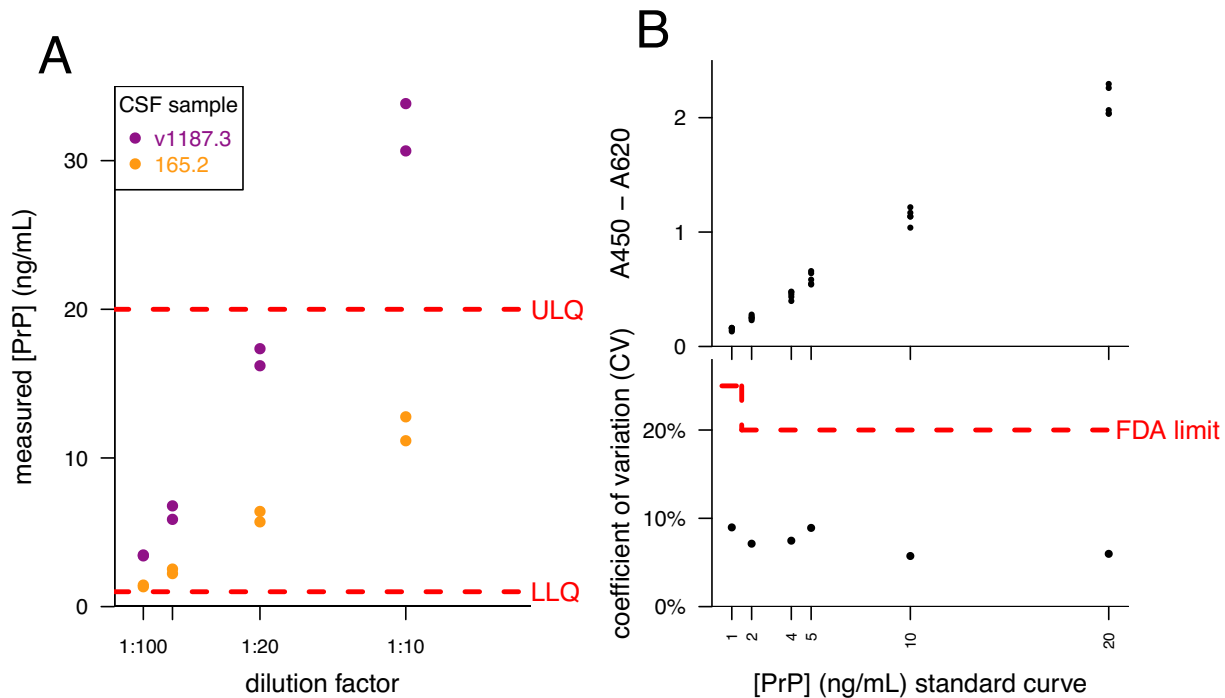 A
CSF sample
v1187.3
165.2
measured [PrP] (ng/mL)
30
20
10
0
ULQ
LLQ
1:100
1:20
1:10
dilution factor
B
A450 – A620
2
1
0
coefficient of variation (CV)
20%
10%
0%
FDA limit
1
2
4
5
10
20
[PrP] (ng/mL) standard curve